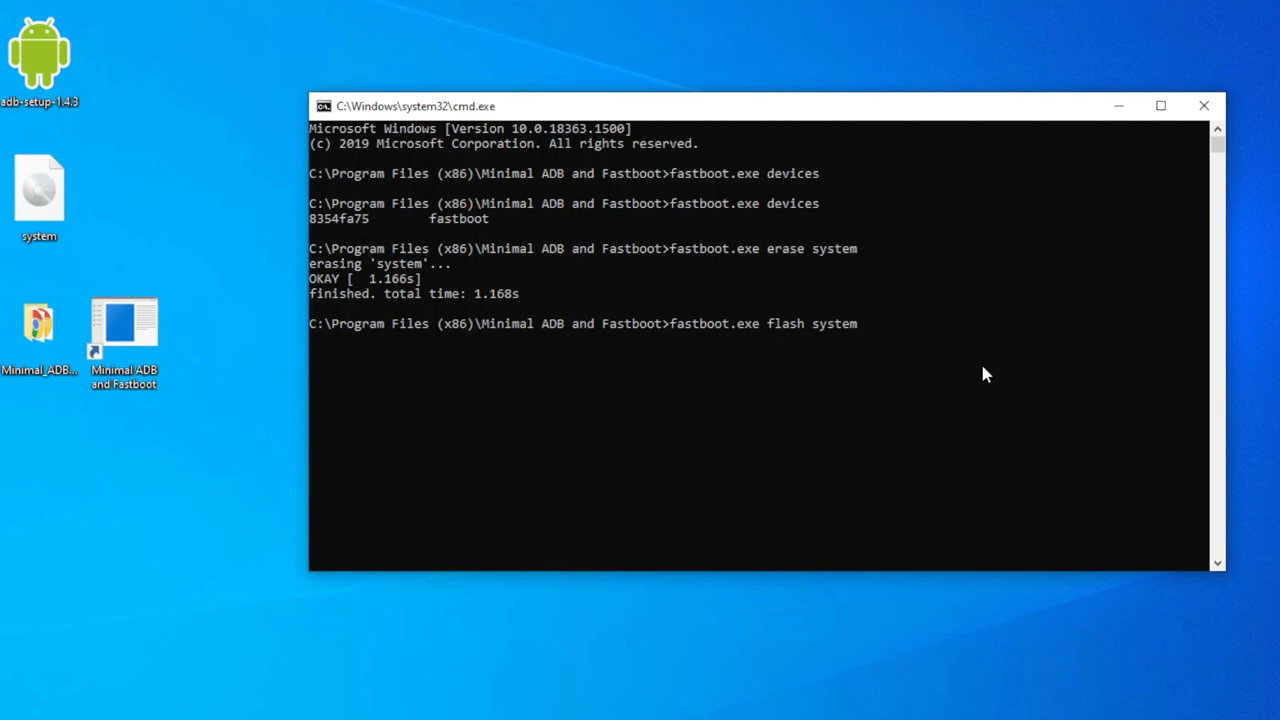 adb-setup-1.4.3
system
Minimal_ADB...
Minimal ADB
and Fastboot
C:\Windows\system32\cmd.exe
Microsoft Windows [Version 10.0.18363.1500]
(c) 2019 Microsoft Corporation. All rights reserved.
C:\Program Files (x86)\Minimal ADB and Fastboot>fastboot.exe devices
C:\Program Files (x86)\Minimal ADB and Fastboot>fastboot.exe devices
8354fa75        fastboot
C:\Program Files (x86)\Minimal ADB and Fastboot>fastboot.exe erase system
erasing 'system'...
OKAY [  1.166s]
finished. total time: 1.168s
C:\Program Files (x86)\Minimal ADB and Fastboot>fastboot.exe flash system